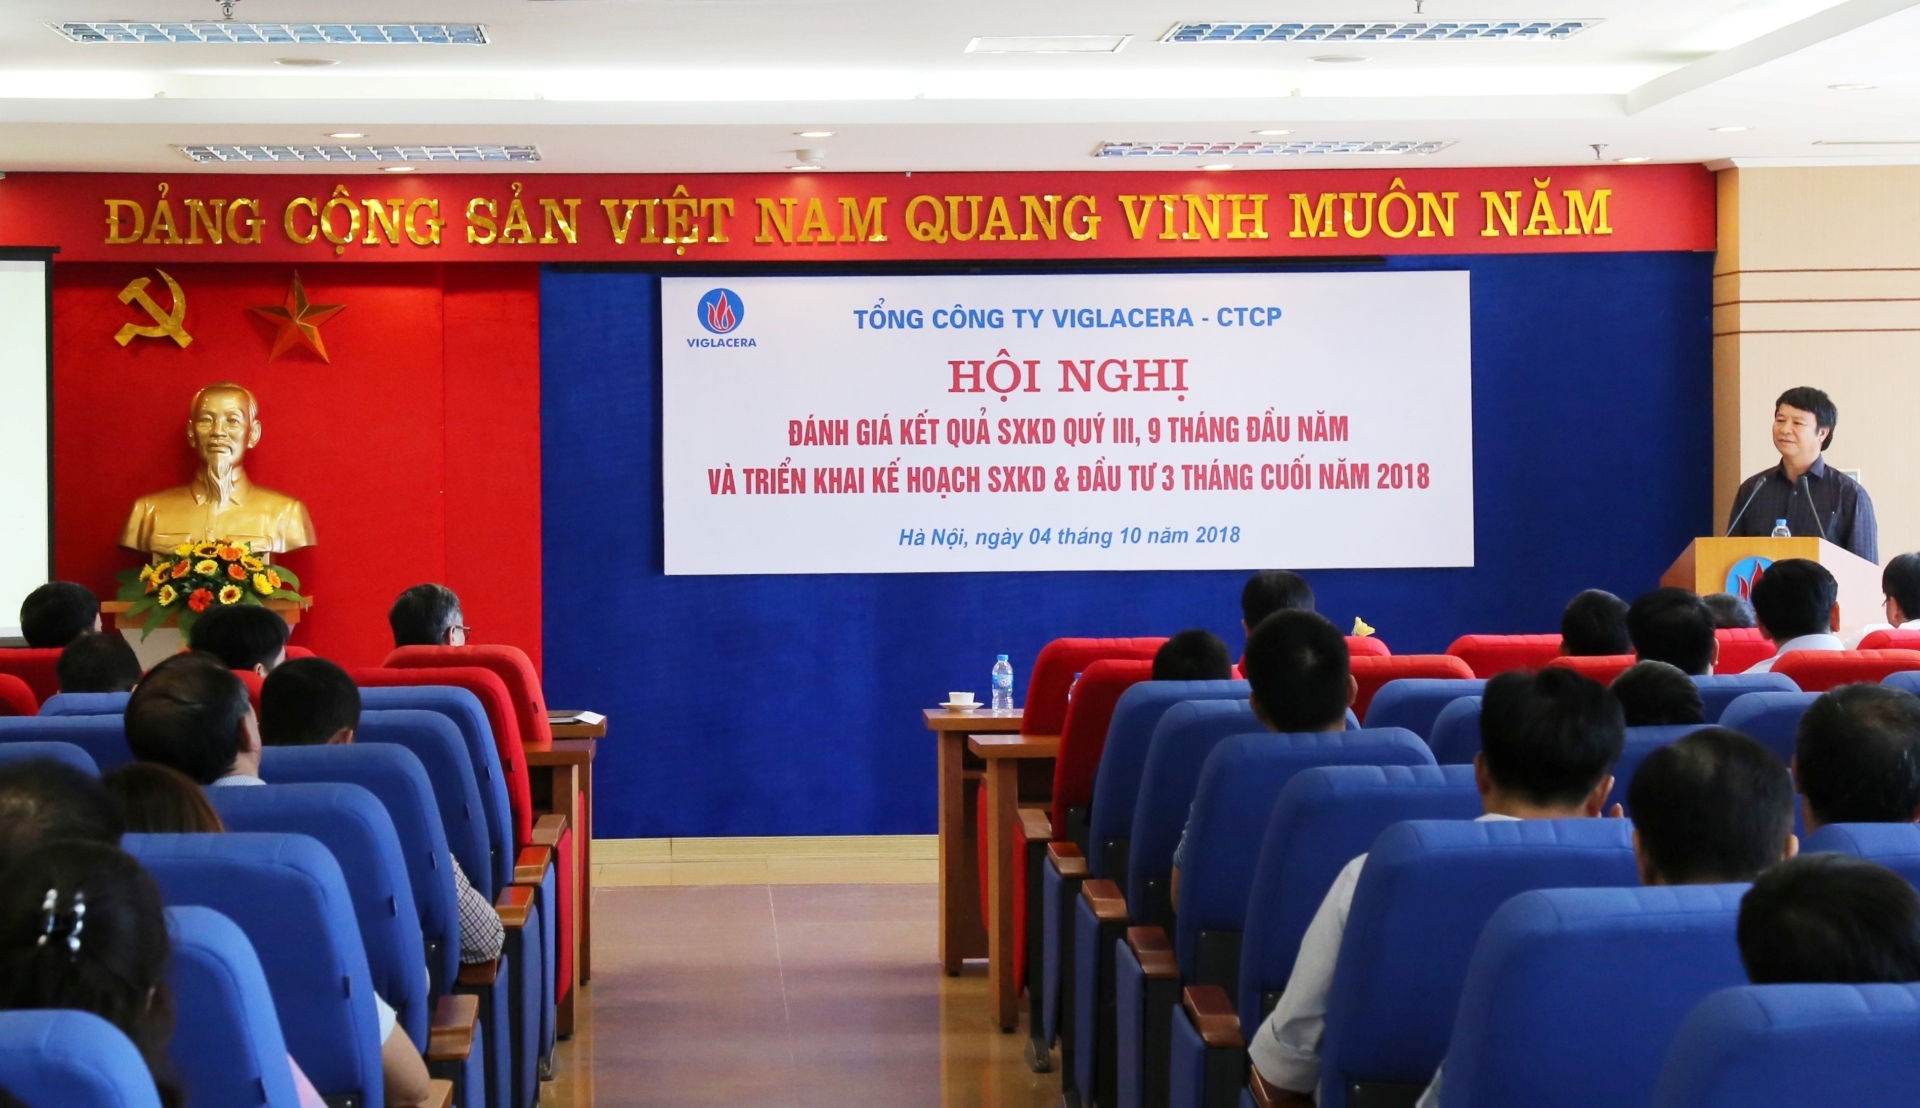 ĐẢNG CỘNG SẢN VIỆT NAM QUANG VINH MUÔN NĂM
VIGLACERA
TỔNG CÔNG TY VIGLACERA - CTCP
HỘI NGHỊ
ĐÁNH GIÁ KẾT QUẢ SXKD QUÝ III, 9 THÁNG ĐẦU NĂM
VÀ TRIỂN KHAI KẾ HOẠCH SXKD & ĐẦU TƯ 3 THÁNG CUỐI NĂM 2018
Hà Nội, ngày 04 tháng 10 năm 2018